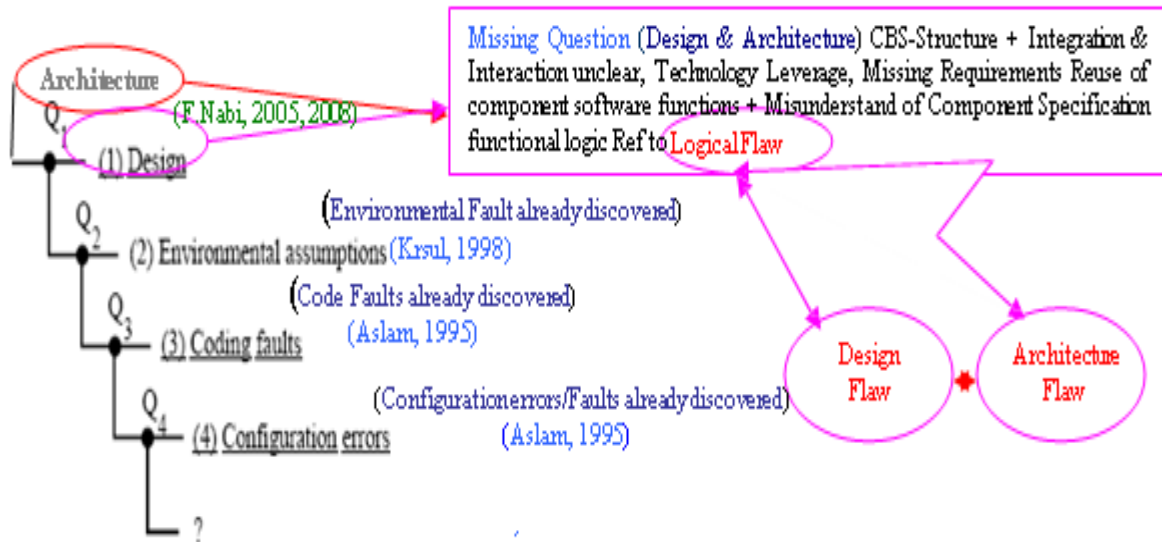 Missing Question (Design & Architecture) CBS-Structure + Integration &
Interaction unclear, Technology Leverage, Missing Requirements Reuse of
component software functions + Misunderstand of Component Specification
functional logic Ref to Logical Flaw
Architecture
Q1
(F.Nabi, 2005, 2008)
(1) Design
(Environmental Fault already discovered)
Q2
(2) Environmental assumptions (Krsul, 1998)
(Code Faults already discovered)
Q3
(Aslam, 1995)
(3) Coding faults
Design
Flaw
Architecture
Flaw
(Configuration errors/Faults already discovered)
Q4
(4) Configuration errors
(Aslam, 1995)
?